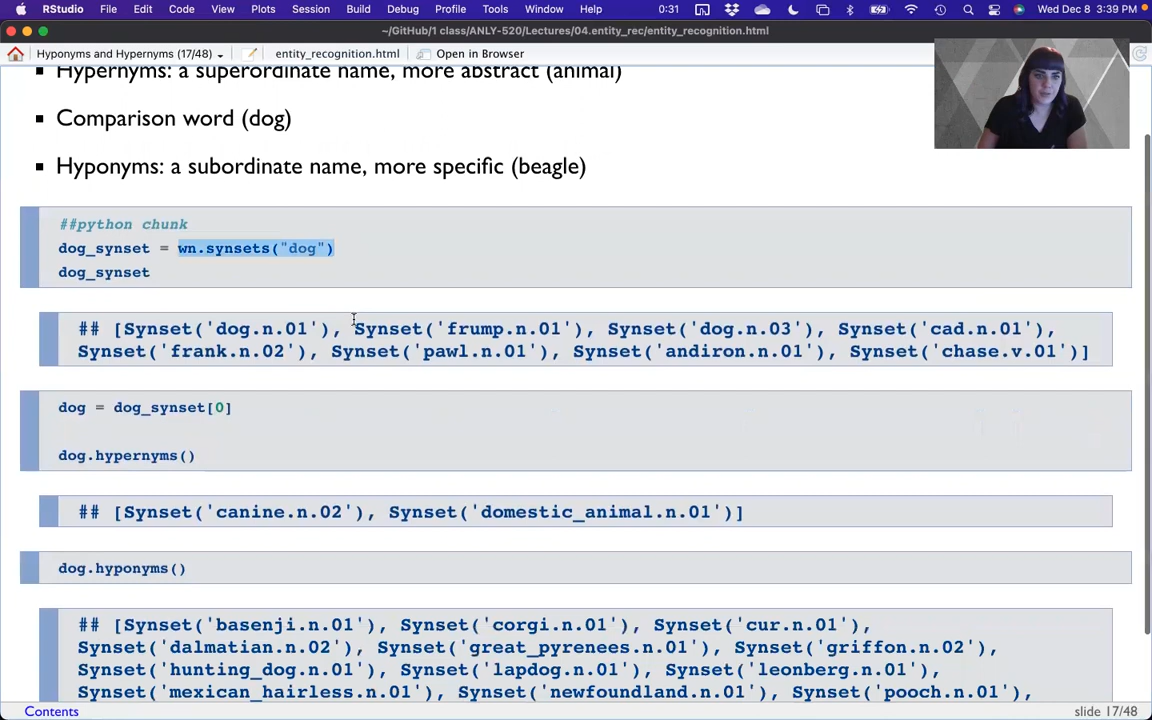 RStudio File Edit Code View Plots Session Build Debug Profile Tools Window Help 0:31 Wed Dec 8 3:39 PM
~/GitHub/1 class/ANLY-520/Lectures/04.entity_rec/entity_recognition.html
Hyponyms and Hypernyms (17/48) entity_recognition.html Open in Browser
▪ Hypernyms: a superordinate name, more abstract (animal)
▪ Comparison word (dog)
▪ Hyponyms: a subordinate name, more specific (beagle)
##python chunk
dog_synset = wn.synsets("dog")
dog_synset
## [Synset('dog.n.01'), Synset('frump.n.01'), Synset('dog.n.03'), Synset('cad.n.01'),
Synset('frank.n.02'), Synset('pawl.n.01'), Synset('andiron.n.01'), Synset('chase.v.01')]
dog = dog_synset[0]
dog.hypernyms()
## [Synset('canine.n.02'), Synset('domestic_animal.n.01')]
dog.hyponyms()
## [Synset('basenji.n.01'), Synset('corgi.n.01'), Synset('cur.n.01'),
Synset('dalmatian.n.02'), Synset('great_pyrenees.n.01'), Synset('griffon.n.02'),
Synset('hunting_dog.n.01'), Synset('lapdog.n.01'), Synset('leonberg.n.01'),
Synset('mexican_hairless.n.01'), Synset('newfoundland.n.01'), Synset('pooch.n.01'),
Contents slide 17/48